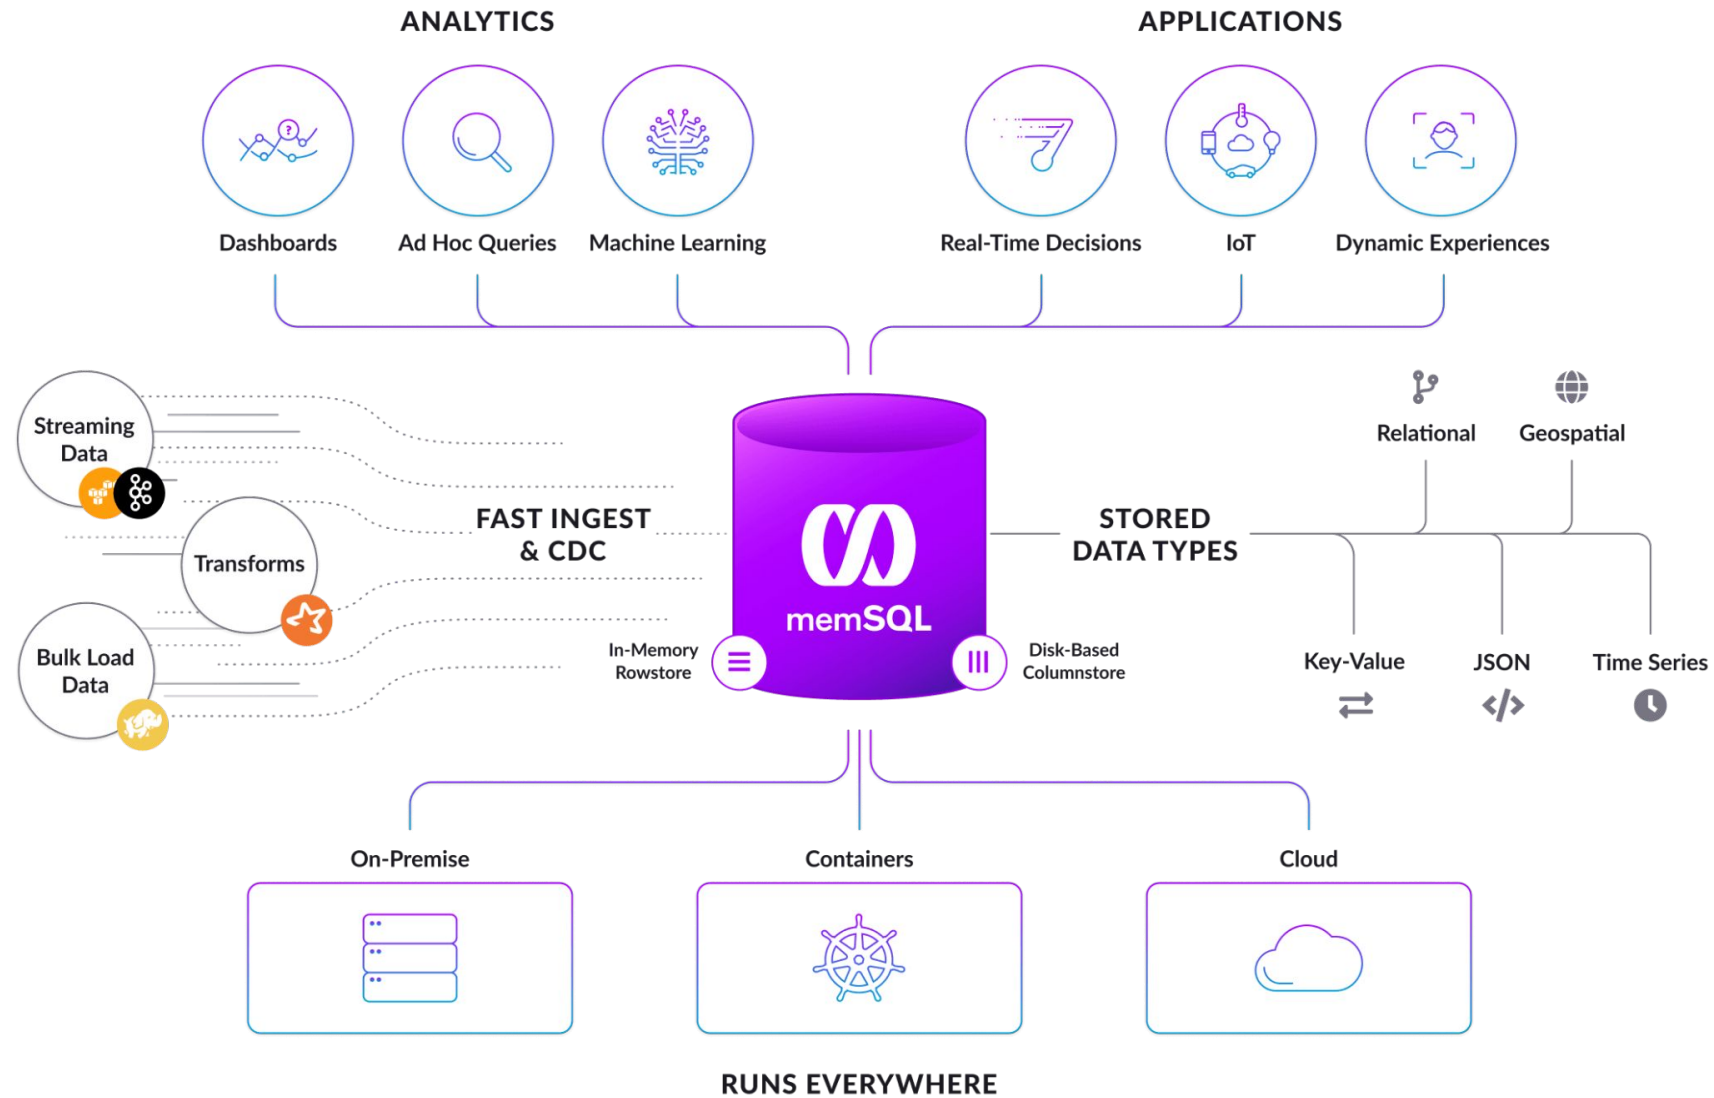 ANALYTICS
APPLICATIONS
?
Dashboards
Ad Hoc Queries
Machine Learning
Real-Time Decisions
IoT
Dynamic Experiences
Streaming
Data
Transforms
Bulk Load
Data
FAST INGEST
& CDC
memSQL
In-Memory
Rowstore
Disk-Based
Columnstore
STORED
DATA TYPES
Relational
Geospatial
Key-Value
JSON
Time Series
</>
On-Premise
Containers
Cloud
RUNS EVERYWHERE